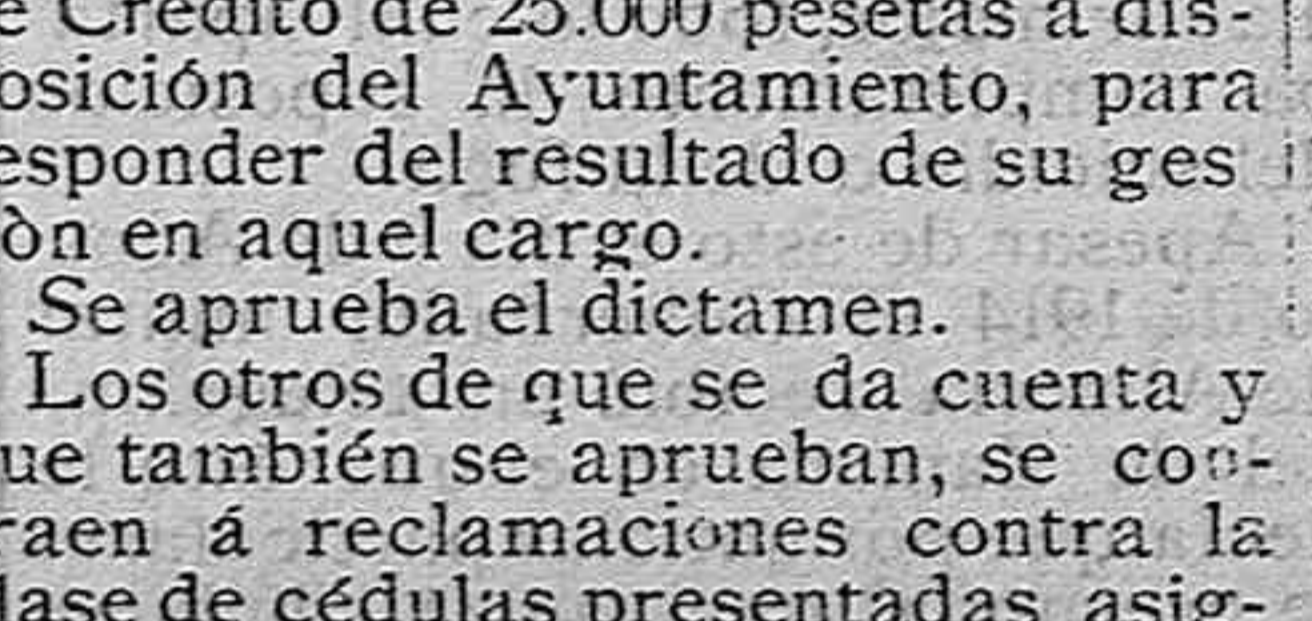 e Crédito de 25.000 pesetas a dis-
osición del Ayuntamiento, para
esponder del resultado de su ges
òn en aquel cargo.
Se aprueba el dictamen.
Los otros de que se da cuenta y
ue también se aprueban, se con-
raen á reclamaciones contra la
lase de cédulas presentadas asig-